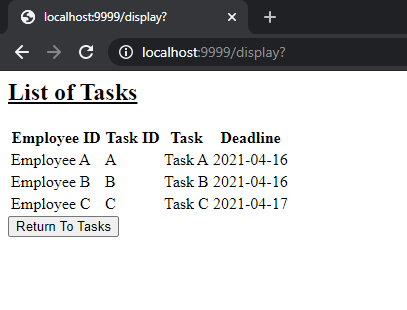 localhost:9999/display?
localhost:9999/display?
List of Tasks
Employee ID Task ID Task Deadline
Employee A A Task A 2021-04-16
Employee B B Task B 2021-04-16
Employee C C Task C 2021-04-17
Return To Tasks